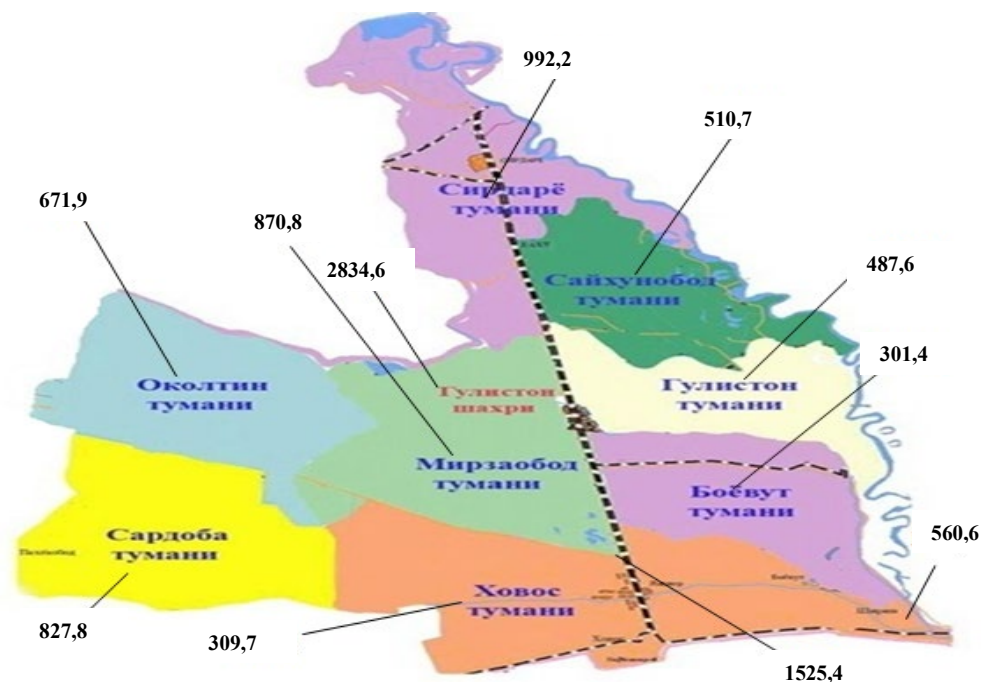 992,2
510,7
Сирдарё
тумани
671,9
870,8
2834,6
487,6
Сайхунобод
тумани
301,4
Околтин
тумани
Гулистон
шахри
Гулистон
тумани
Мирзаобод
тумани
Боёвут
тумани
Сардоба
тумани
560,6
Ховос
тумани
Ширин
827,8
309,7
1525,4